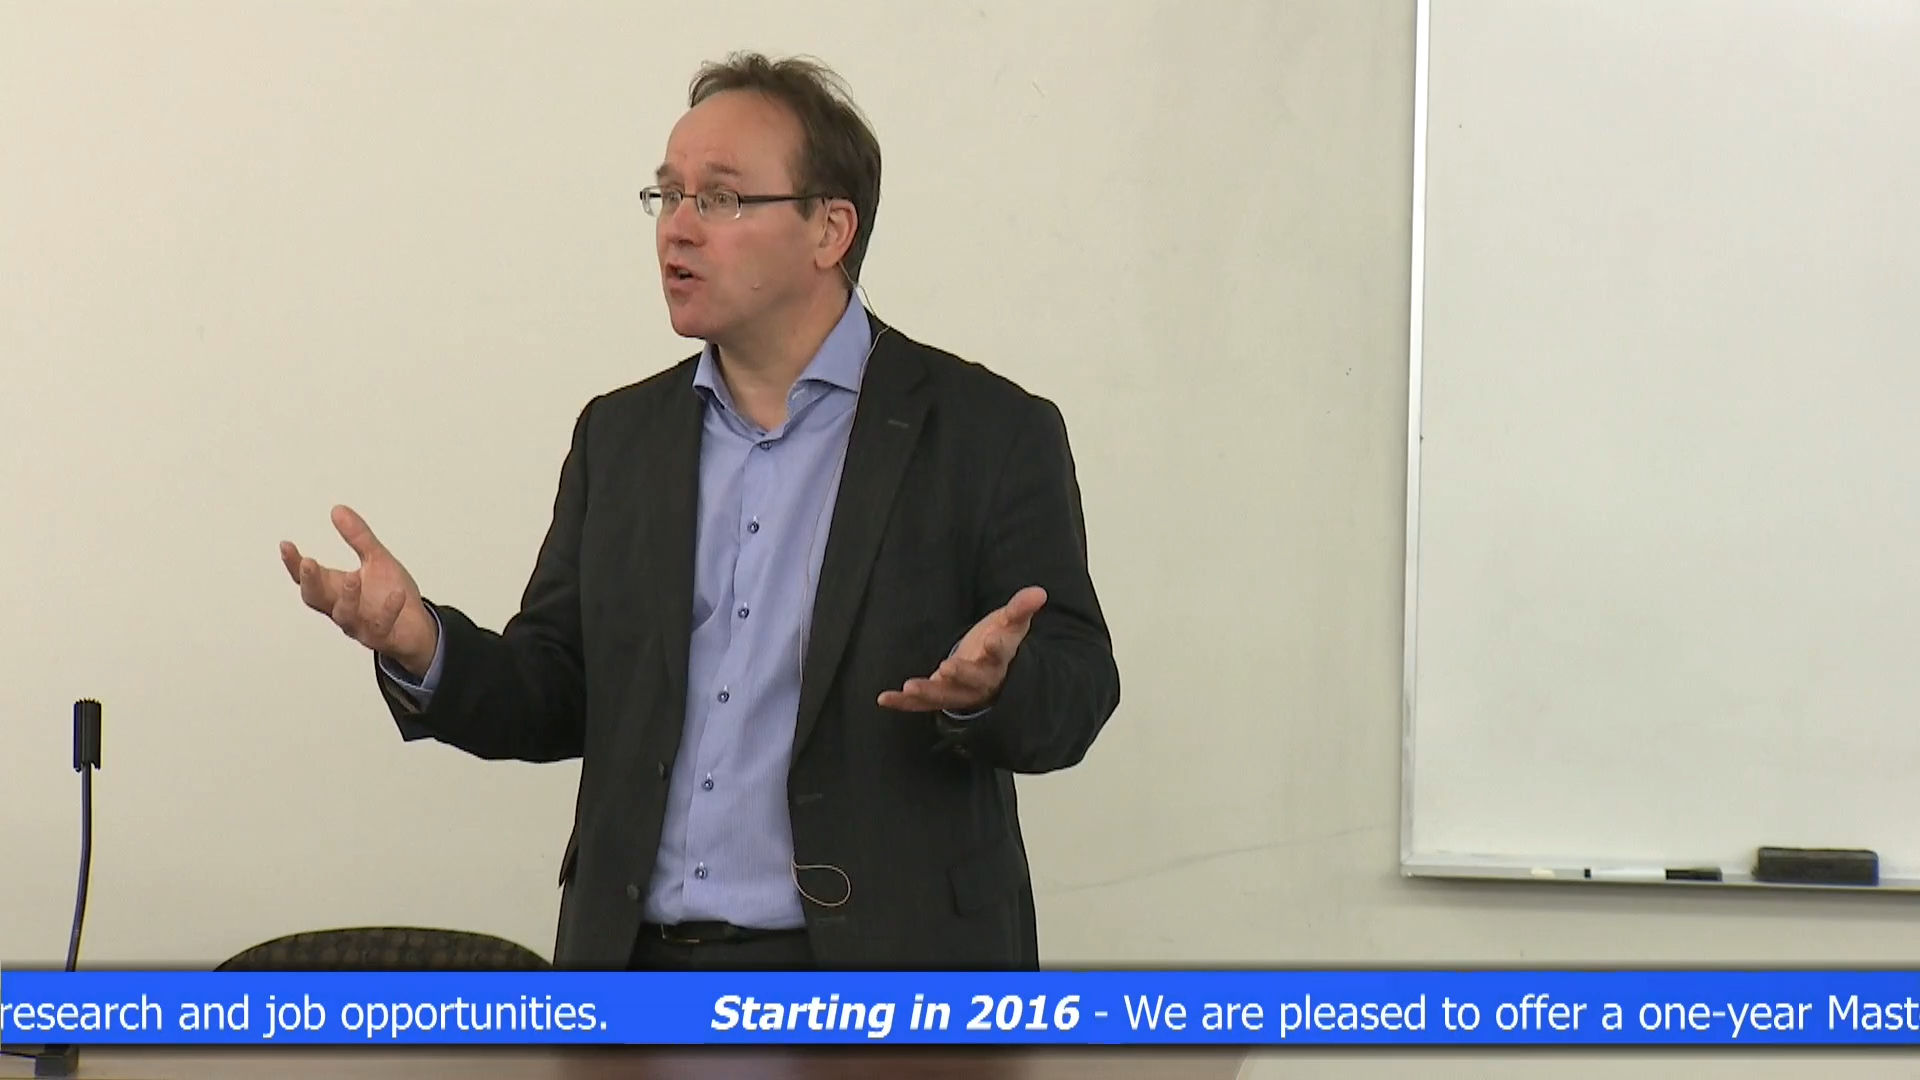 research and job opportunities. Starting in 2016 - We are pleased to offer a one-year Mast